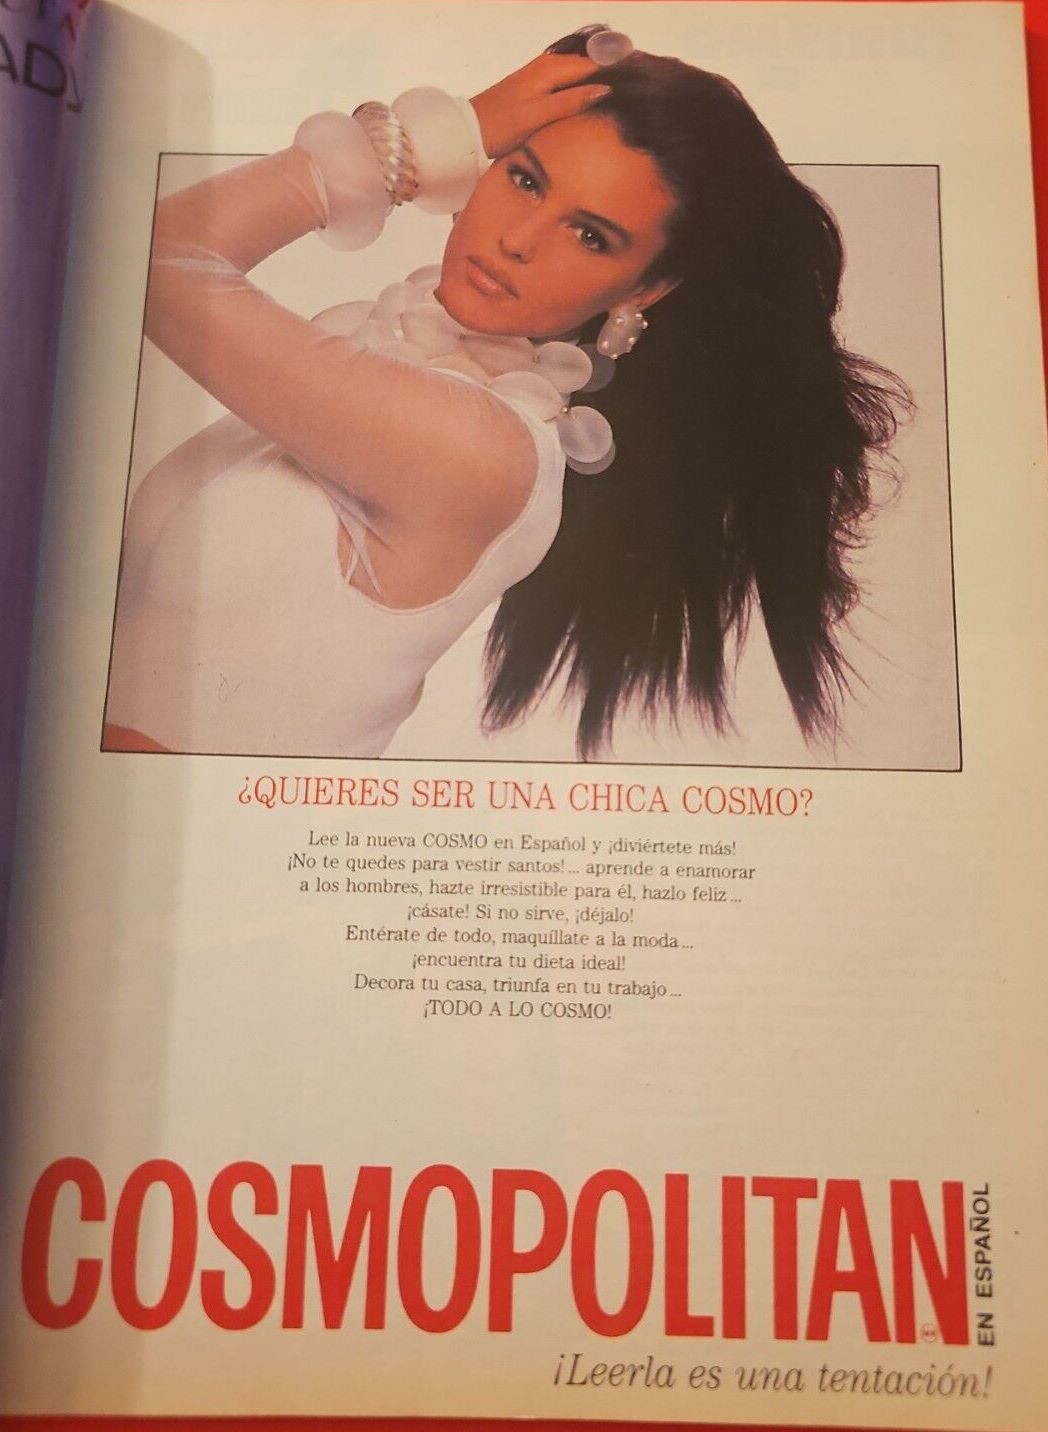 AD
¿QUIERES SER UNA CHICA COSMO?
Lee la nueva COSMO en Español y ¡diviértete más!
¡No te quedes para vestir santos!... aprende a enamorar
a los hombres, hazte irresistible para él, hazlo feliz...
¡cásate! Si no sirve, ¡déjalo!
Entérate de todo, maquíllate a la moda...
¡encuentra tu dieta ideal!
Decora tu casa, triunfa en tu trabajo...
¡TODO A LO COSMO!
COSMOPOLITAN
EN ESPAÑOL
¡Leerla es una tentación!